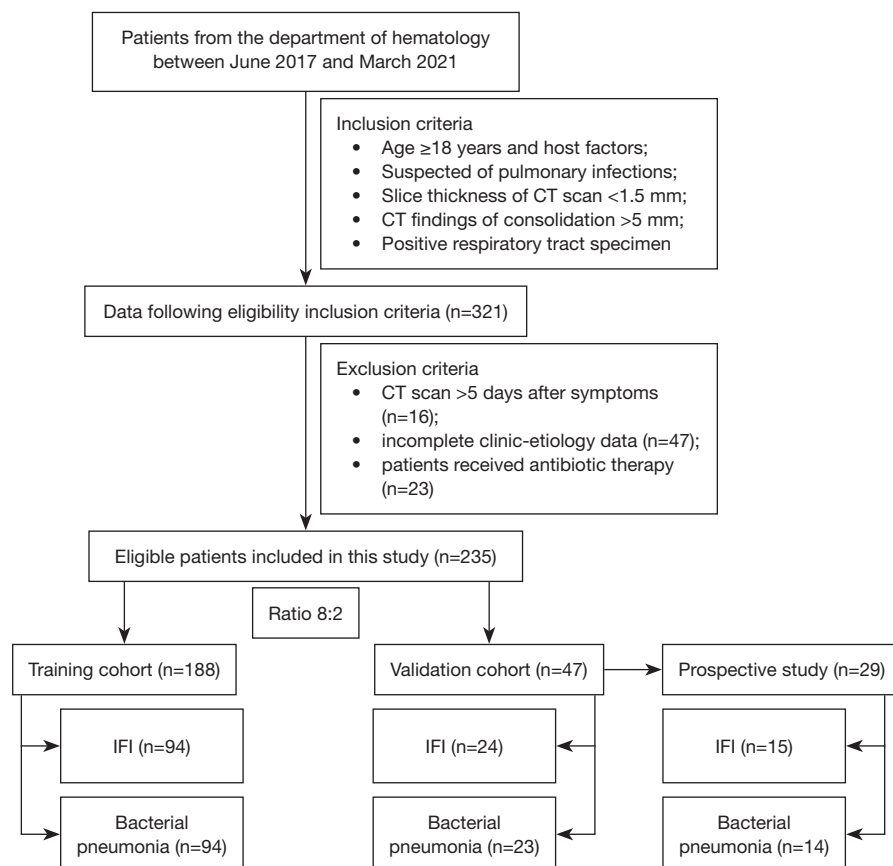 Patients from the department of hematology
between June 2017 and March 2021
Inclusion criteria
• Age ≥18 years and host factors;
• Suspected of pulmonary infections;
• Slice thickness of CT scan <1.5 mm;
• CT findings of consolidation >5 mm;
• Positive respiratory tract specimen
Data following eligibility inclusion criteria (n=321)
Exclusion criteria
• CT scan >5 days after symptoms
(n=16);
• incomplete clinic-etiology data (n=47);
• patients received antibiotic therapy
(n=23)
Eligible patients included in this study (n=235)
Ratio 8:2
Training cohort (n=188)
Validation cohort (n=47)
Prospective study (n=29)
IFI (n=94)
IFI (n=24)
IFI (n=15)
Bacterial
pneumonia (n=94)
Bacterial
pneumonia (n=23)
Bacterial
pneumonia (n=14)